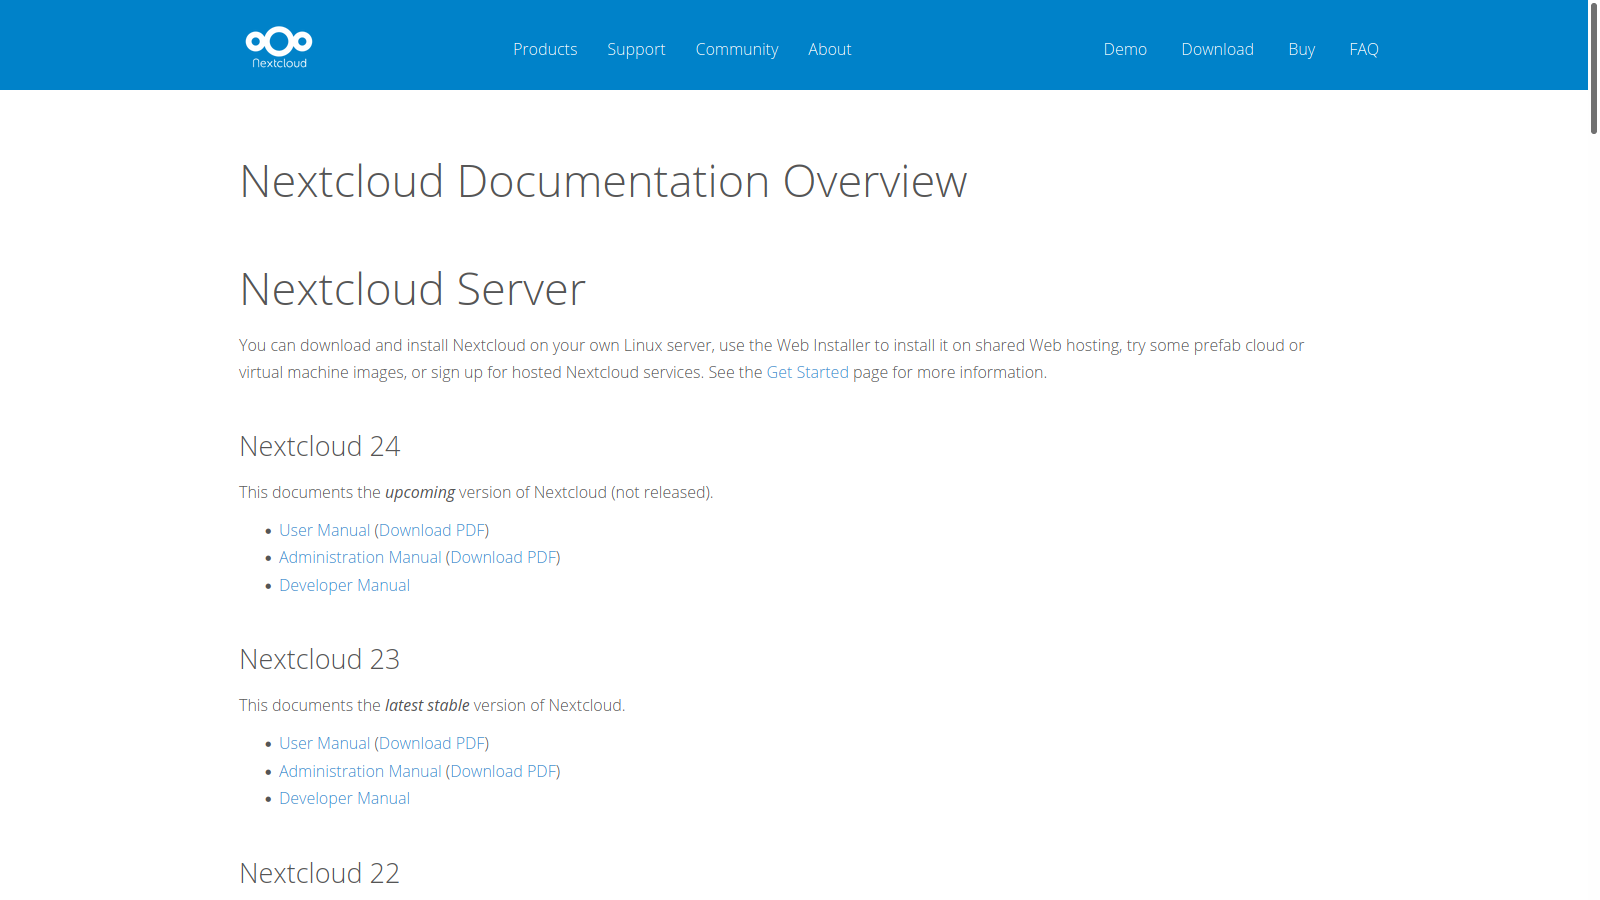 nextcloud
Products Support Community About Demo Download Buy FAQ
Nextcloud Documentation Overview
Nextcloud Server
You can download and install Nextcloud on your own Linux server, use the Web Installer to install it on shared Web hosting, try some prefab cloud or
virtual machine images, or sign up for hosted Nextcloud services. See the Get Started page for more information.
Nextcloud 24
This documents the upcoming version of Nextcloud (not released).
• User Manual (Download PDF)
• Administration Manual (Download PDF)
• Developer Manual
Nextcloud 23
This documents the latest stable version of Nextcloud.
• User Manual (Download PDF)
• Administration Manual (Download PDF)
• Developer Manual
Nextcloud 22